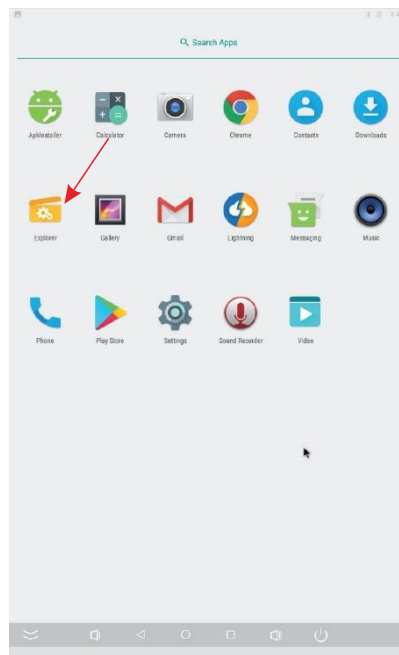 Search Apps
ApkInstaller Calculator Camera Chrome Contacts Downloads
Explorer Gallery Gmail Lightning Messaging Music
Phone Play Store Settings Sound Recorder Video